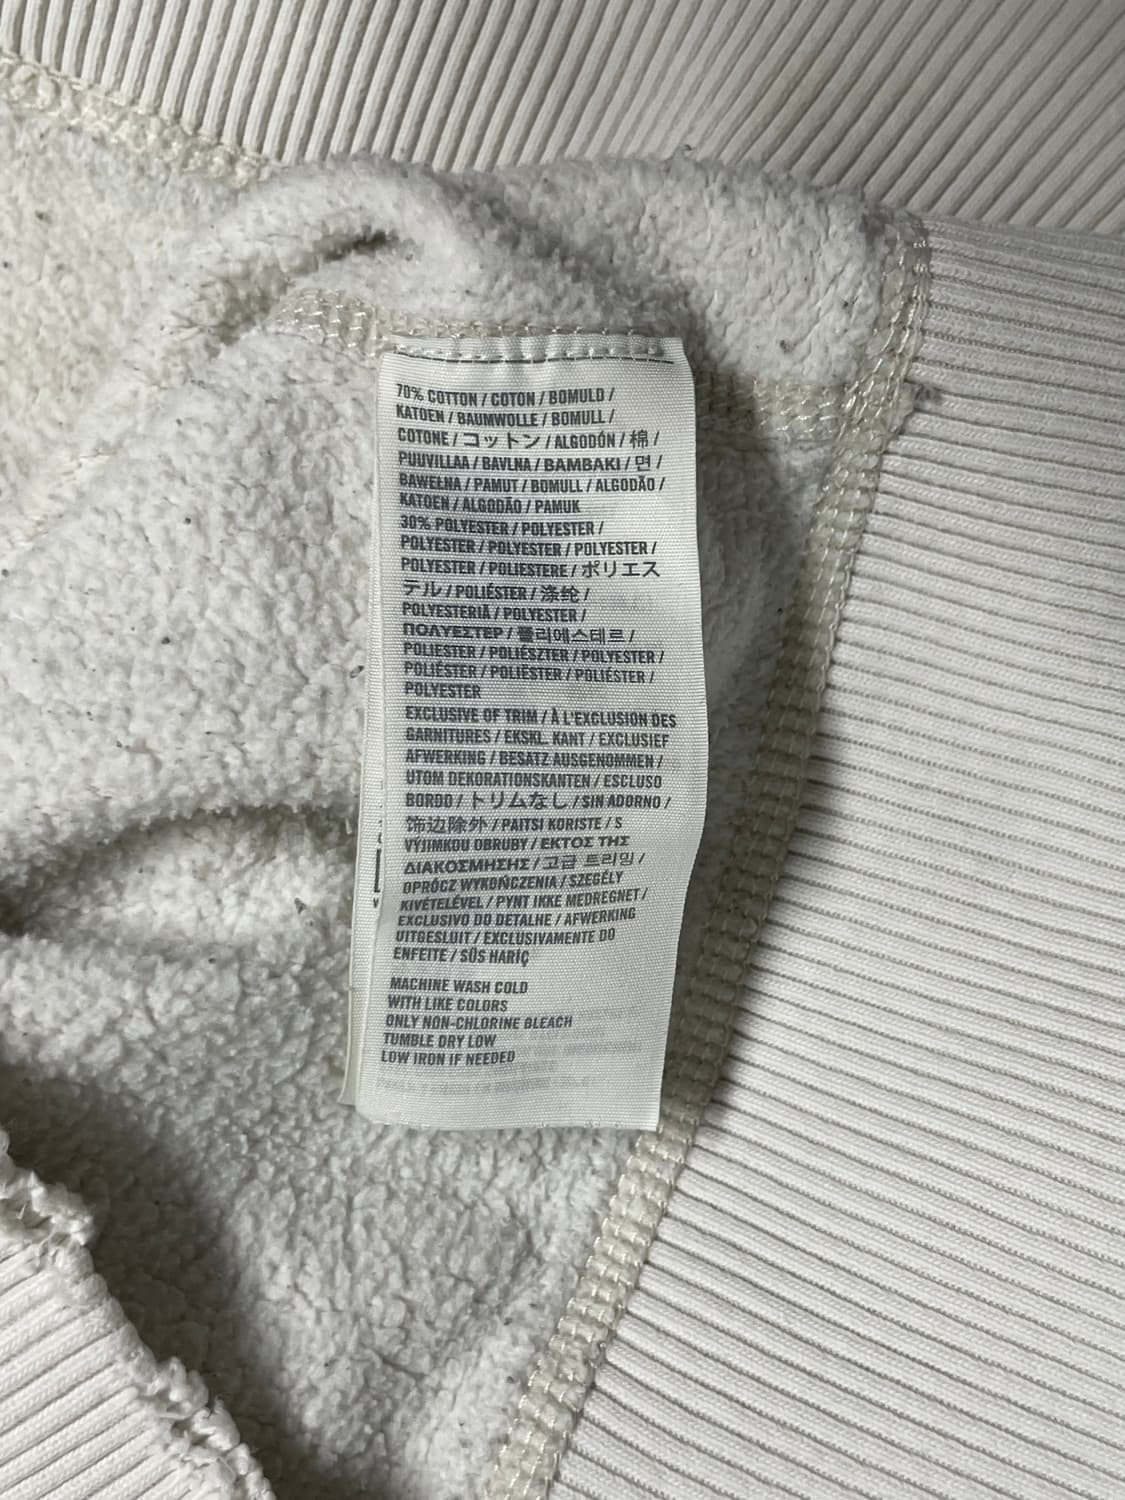 70% COTTON / COTON / BOMULD /
KATOEN / BAUMWOLLE / BOMULL /
COTONE / コットン / ALGODÓN / 棉 /
PUUVILLAA / BAVLNA / BAMBAKI / 면 /
BAWEŁNA / PAMUT / BOMULL / ALGODÃO /
KATOEN / ALGODÃO / PAMUK
30% POLYESTER / POLYESTER /
POLYESTER / POLYESTER / POLYESTER /
POLYESTER / POLIESTERE / ポリエス
テル / POLIÉSTER / 涤纶 /
POLYESTERIÄ / POLYESTER /
ΠΟΛΥΕΣΤΕΡ / 폴리에스테르 /
POLIESTER / POLIÉSZTER / POLYESTER /
POLIÉSTER / POLIËSTER / POLIÉSTER /
POLYESTER
EXCLUSIVE OF TRIM / À L'EXCLUSION DES
GARNITURES / EKSKL. KANT / EXCLUSIEF
AFWERKING / BESATZ AUSGENOMMEN /
UTOM DEKORATIONSKANTEN / ESCLUSO
BORDO / トリムなし / SIN ADORNO /
饰边除外 / PAITSI KORISTE / S
VÝJIMKOU OBRUBY / ΕΚΤΟΣ ΤΗΣ
ΔΙΑΚΟΣΜΗΣΗΣ / 고급 트리밍 /
OPRÓCZ WYKOŃCZENIA / SZEGÉLY
KIVÉTELÉVEL / PYNT IKKE MEDREGNET /
EXCLUSIVO DO DETALHE / AFWERKING
UITGESLUIT / EXCLUSIVAMENTE DO
ENFEITE / SÜS HARİÇ
MACHINE WASH COLD
WITH LIKE COLORS
ONLY NON-CHLORINE BLEACH
TUMBLE DRY LOW
LOW IRON IF NEEDED